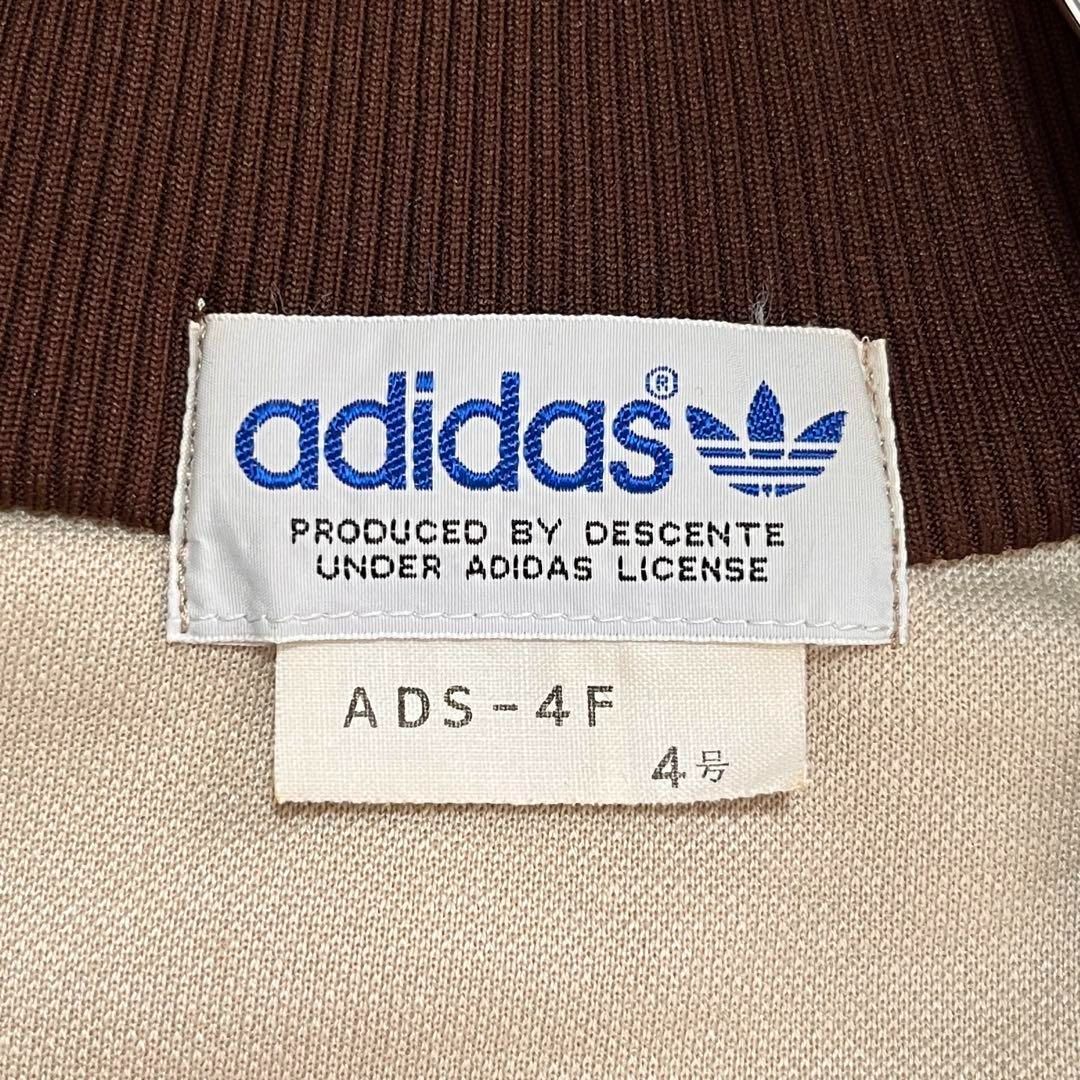 adidas®
PRODUCED BY DESCENTE
UNDER ADIDAS LICENSE
ADS-4F
4号